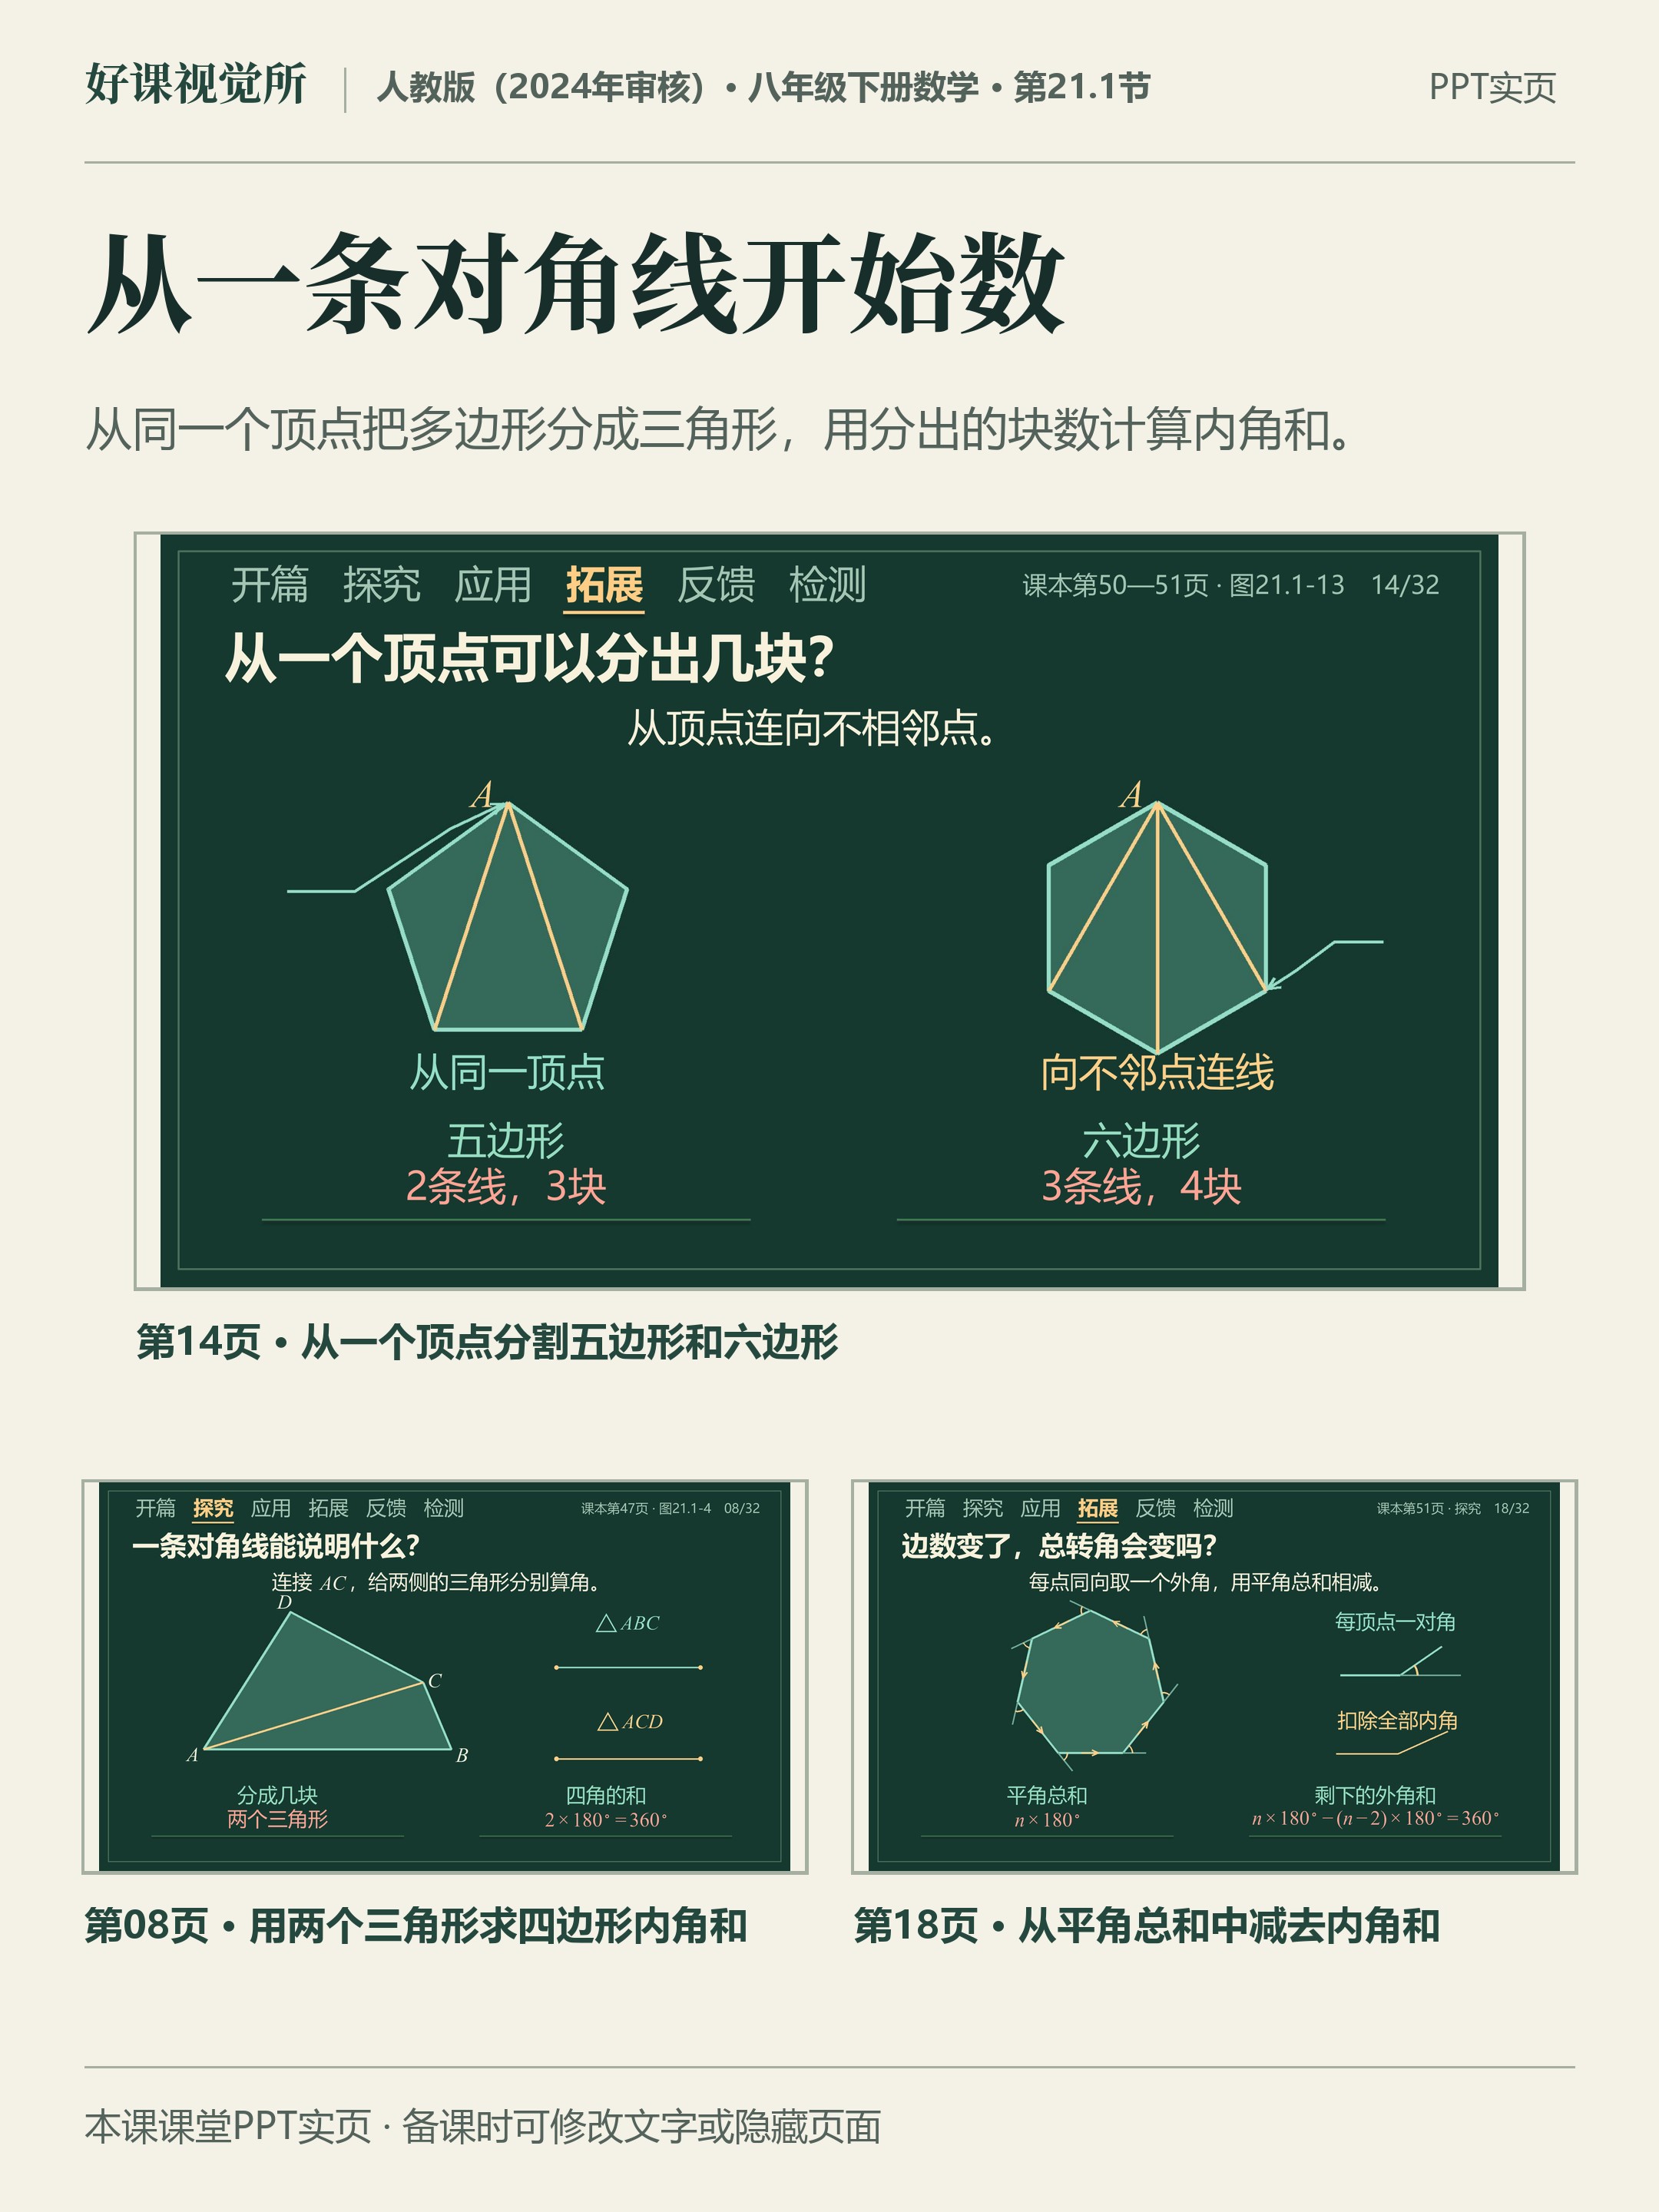 好课视觉所
人教版（2024年审核）• 八年级下册数学 • 第21.1节
PPT实页
从一条对角线开始数
从同一个顶点把多边形分成三角形，用分出的块数计算内角和。
开篇 探究 应用 拓展 反馈 检测
课本第50—51页 · 图21.1-13 14/32
从一个顶点可以分出几块？
从顶点连向不相邻点。
A
A
从同一顶点
向不邻点连线
五边形
六边形
2条线，3块
3条线，4块
第14页 • 从一个顶点分割五边形和六边形
开篇 探究 应用 拓展 反馈 检测
课本第47页 · 图21.1-4 08/32
一条对角线能说明什么？
连接 AC，给两侧的三角形分别算角。
D
△ABC
C
△ACD
A
B
分成几块
四角的和
两个三角形
2×180°=360°
第08页 • 用两个三角形求四边形内角和
开篇 探究 应用 拓展 反馈 检测
课本第51页 · 探究 18/32
边数变了，总转角会变吗？
每点同向取一个外角，用平角总和相减。
每顶点一对角
扣除全部内角
平角总和
剩下的外角和
n×180°
n×180°−(n−2)×180°=360°
第18页 • 从平角总和中减去内角和
本课课堂PPT实页 · 备课时可修改文字或隐藏页面